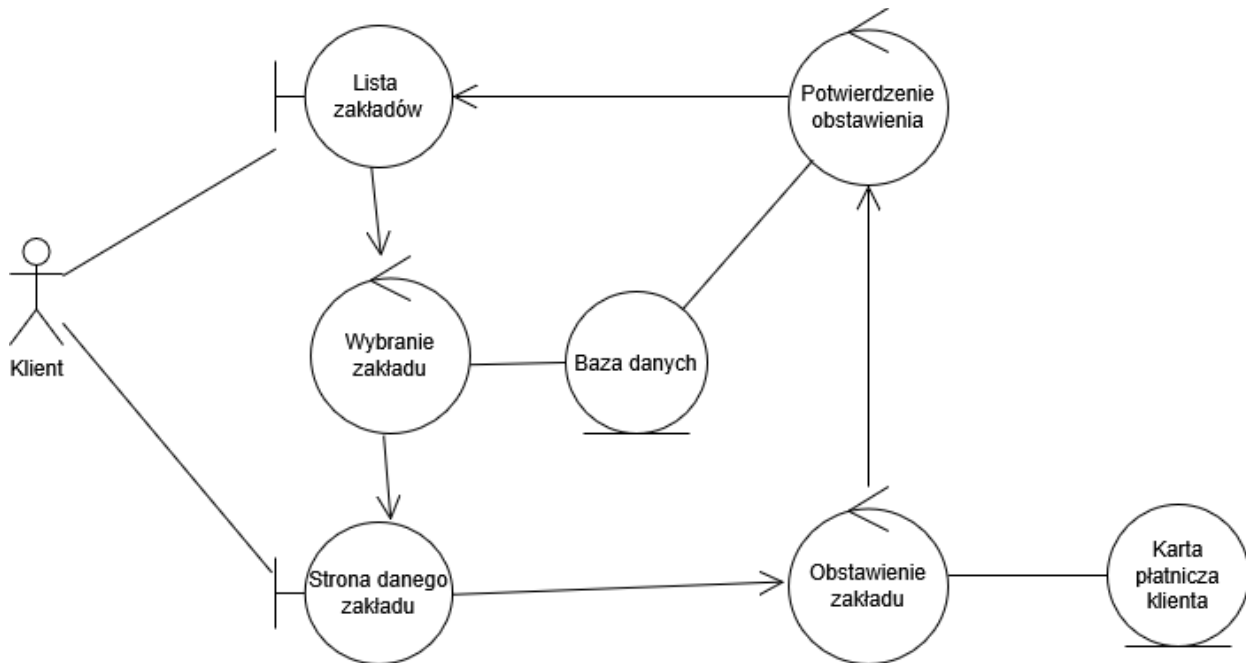 Lista
zakładów
Potwierdzenie
obstawienia
Klient
Wybranie
zakładu
Baza danych
Strona danego
zakładu
Obstawienie
zakładu
Karta
płatnicza
klienta